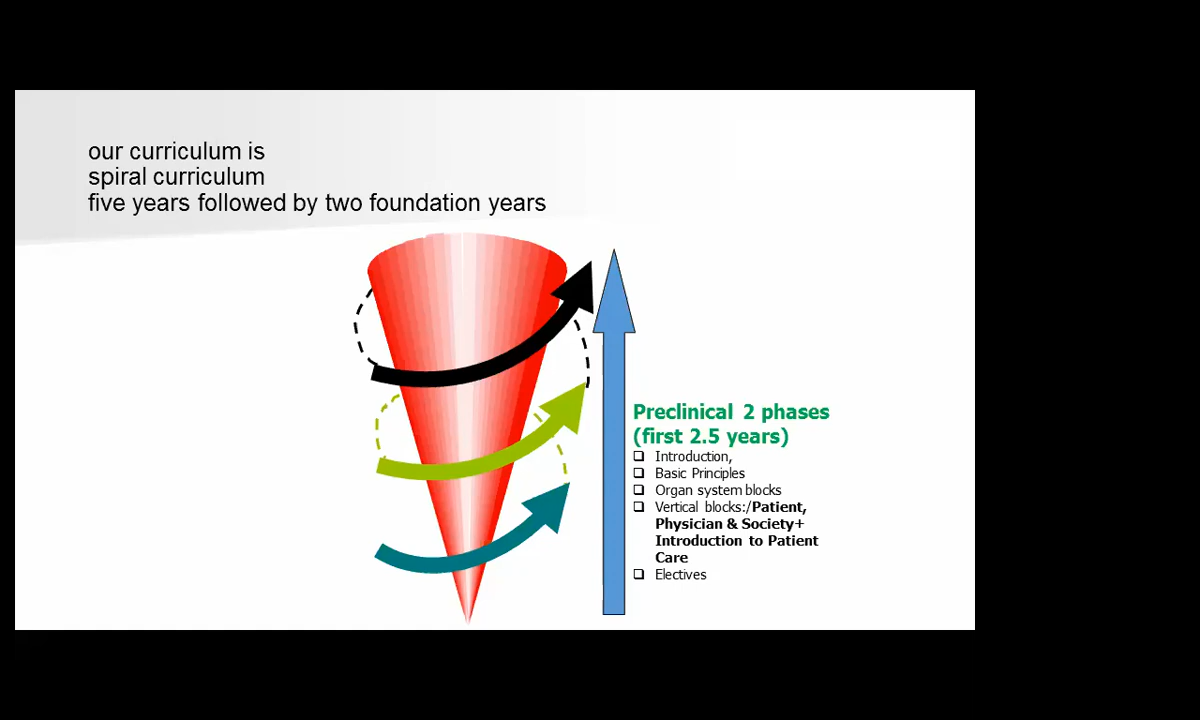 our curriculum is
spiral curriculum
five years followed by two foundation years
Preclinical 2 phases
(first 2.5 years)
❑ Introduction,
❑ Basic Principles
❑ Organ system blocks
❑ Vertical blocks:/Patient,
Physician & Society+
Introduction to Patient
Care
❑ Electives